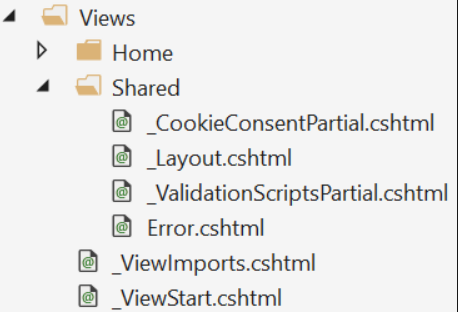 Views
Home
Shared
_CookieConsentPartial.cshtml
_Layout.cshtml
_ValidationScriptsPartial.cshtml
Error.cshtml
_ViewImports.cshtml
_ViewStart.cshtml